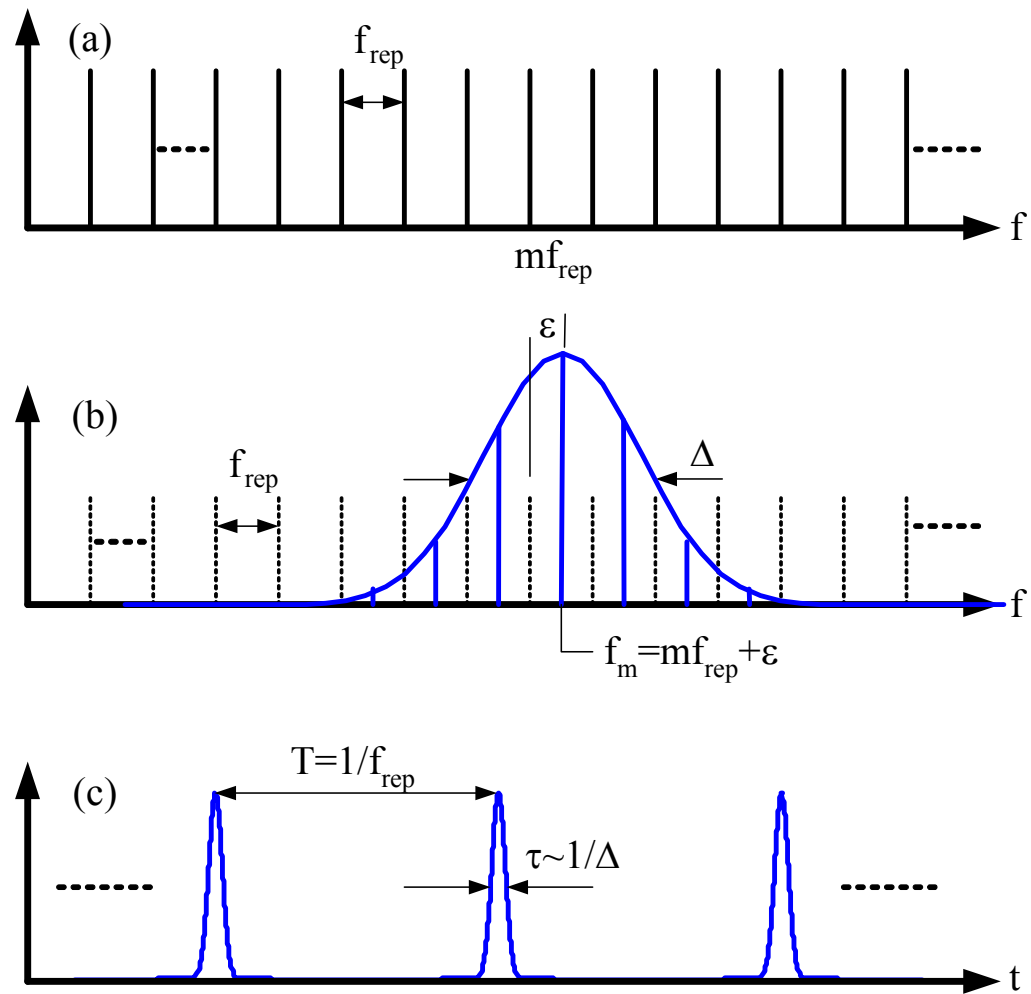 (a)
f_rep
f
mf_rep
ε
(b)
Δ
f_rep
f
f_m=mf_rep+ε
T=1/f_rep
(c)
τ~1/Δ
t